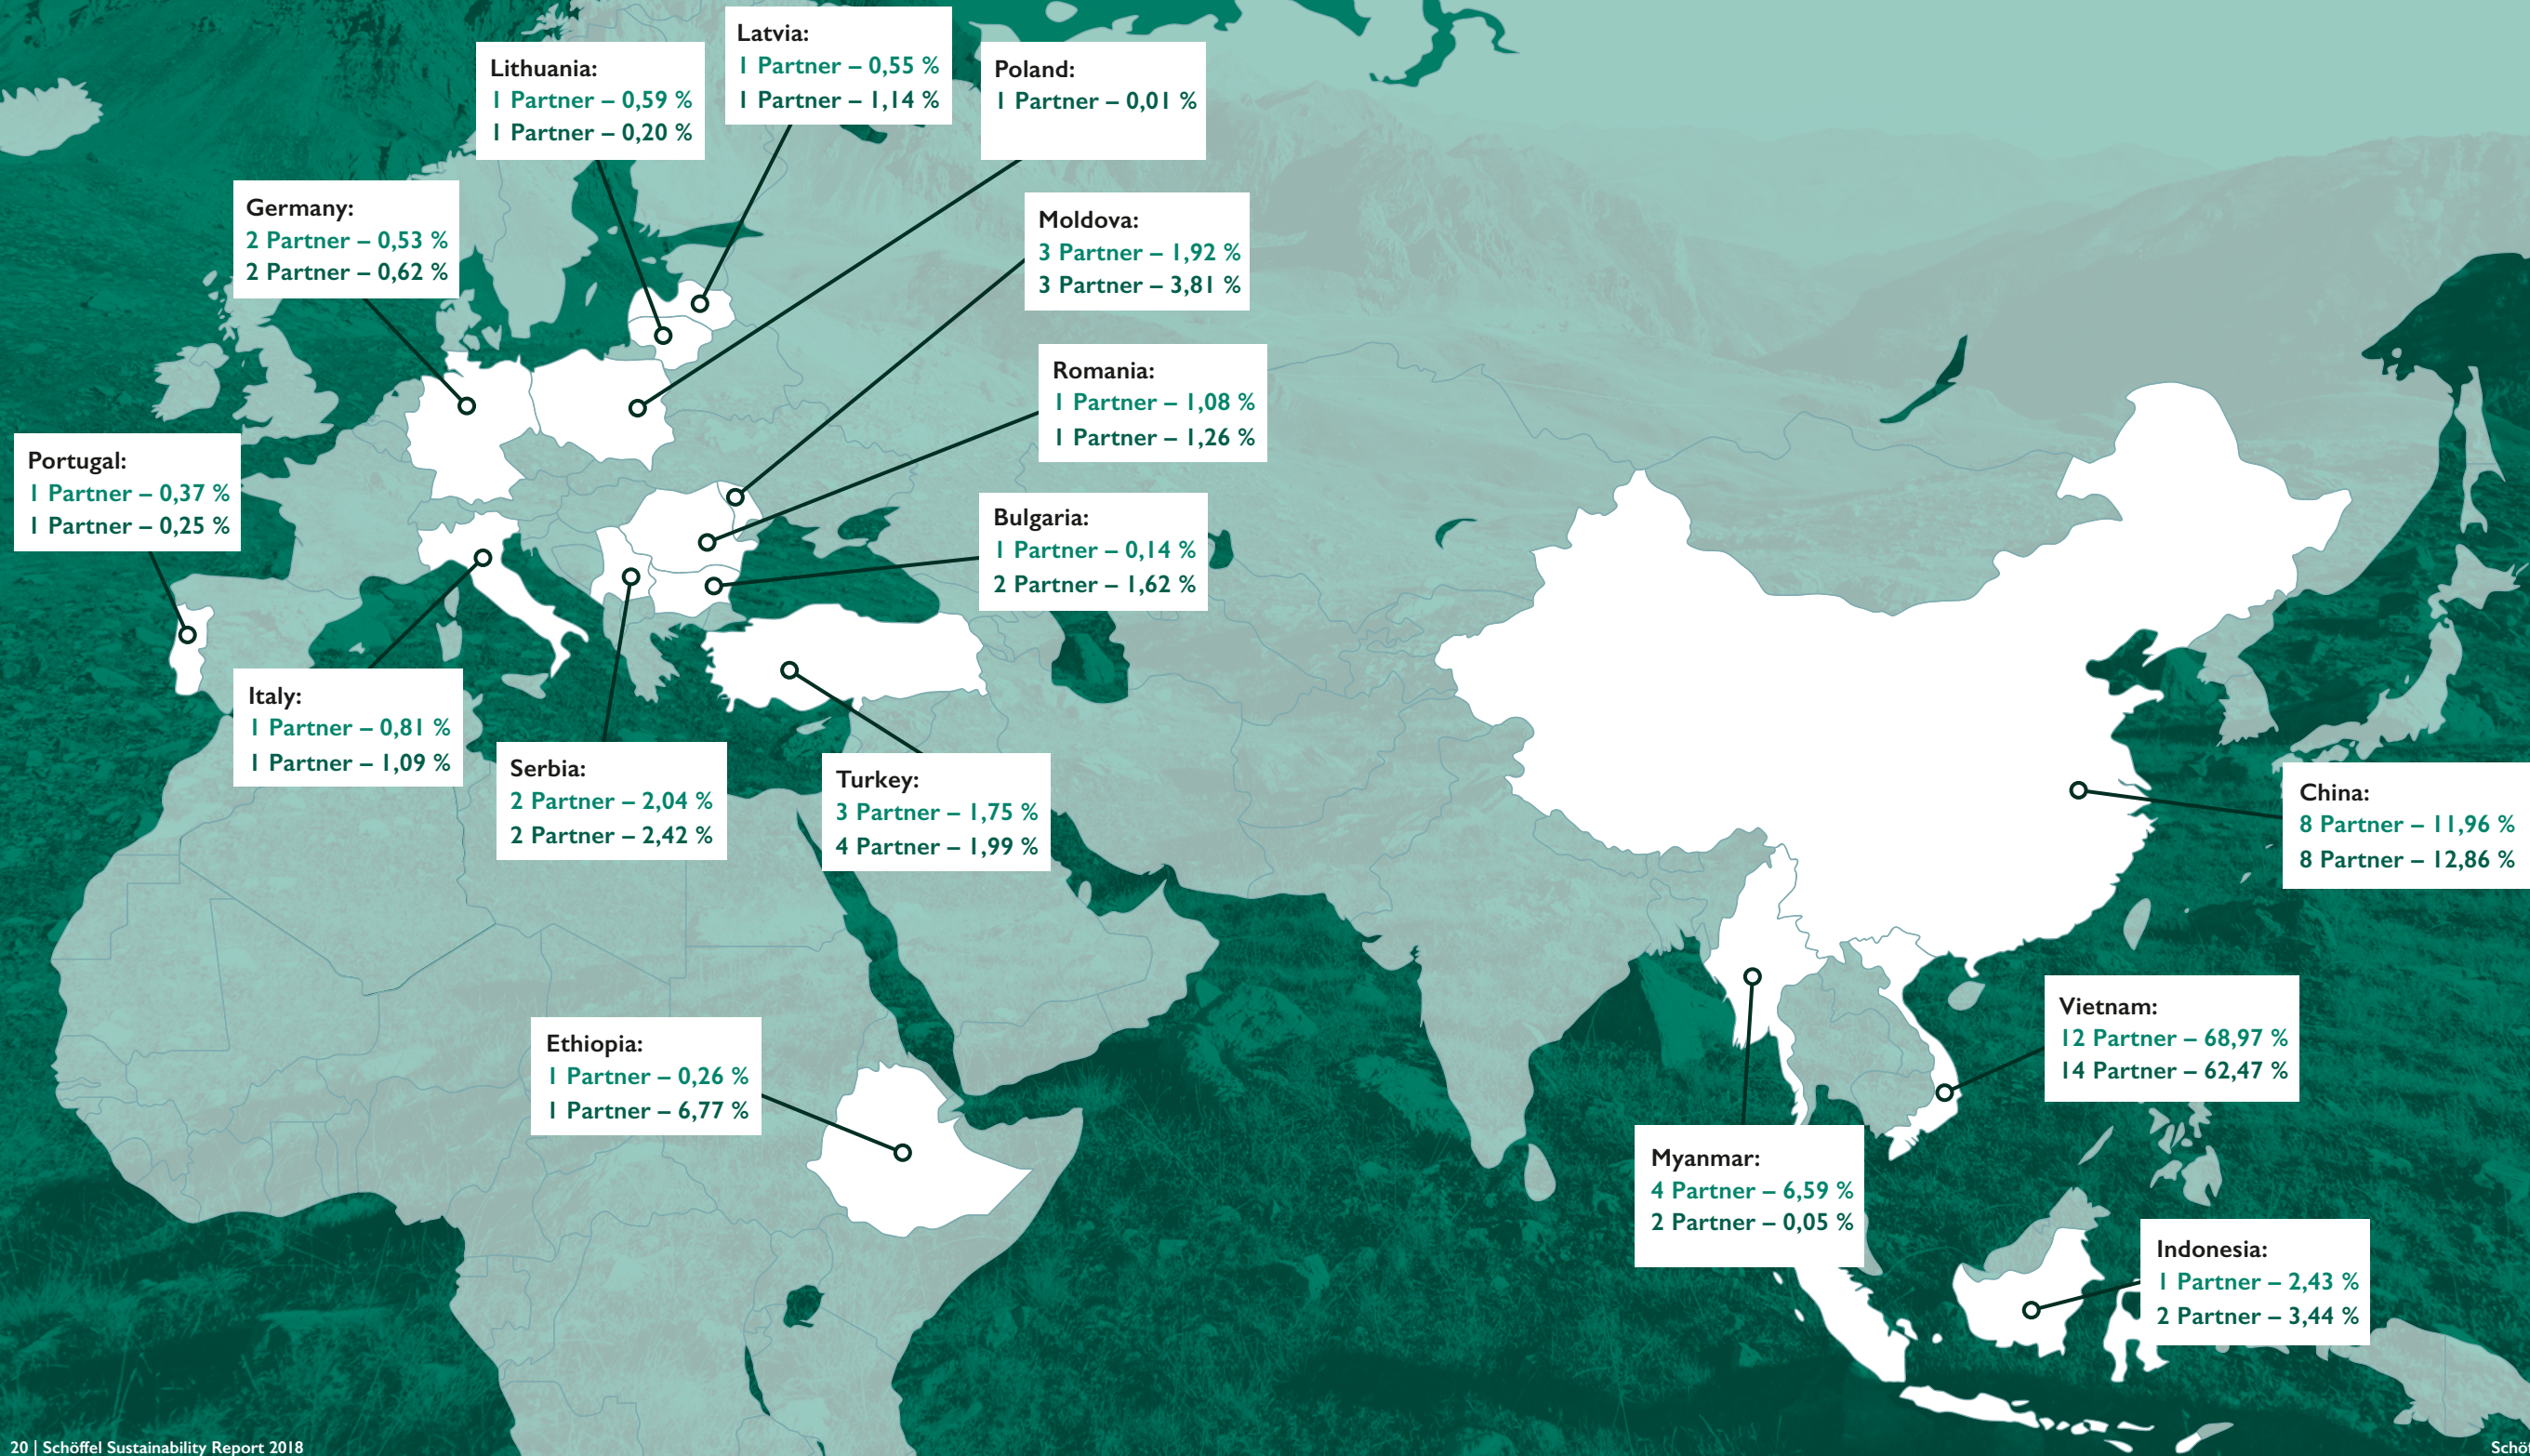 Latvia:
1 Partner – 0,55 %
1 Partner – 1,14 %
Lithuania:
1 Partner – 0,59 %
1 Partner – 0,20 %
Poland:
1 Partner – 0,01 %
Germany:
2 Partner – 0,53 %
2 Partner – 0,62 %
Moldova:
3 Partner – 1,92 %
3 Partner – 3,81 %
Romania:
1 Partner – 1,08 %
1 Partner – 1,26 %
Portugal:
1 Partner – 0,37 %
1 Partner – 0,25 %
Bulgaria:
1 Partner – 0,14 %
2 Partner – 1,62 %
Italy:
1 Partner – 0,81 %
1 Partner – 1,09 %
Serbia:
2 Partner – 2,04 %
2 Partner – 2,42 %
Turkey:
3 Partner – 1,75 %
4 Partner – 1,99 %
China:
8 Partner – 11,96 %
8 Partner – 12,86 %
Vietnam:
12 Partner – 68,97 %
14 Partner – 62,47 %
Ethiopia:
1 Partner – 0,26 %
1 Partner – 6,77 %
Myanmar:
4 Partner – 6,59 %
2 Partner – 0,05 %
Indonesia:
1 Partner – 2,43 %
2 Partner – 3,44 %
20 | Schöffel Sustainability Report 2018